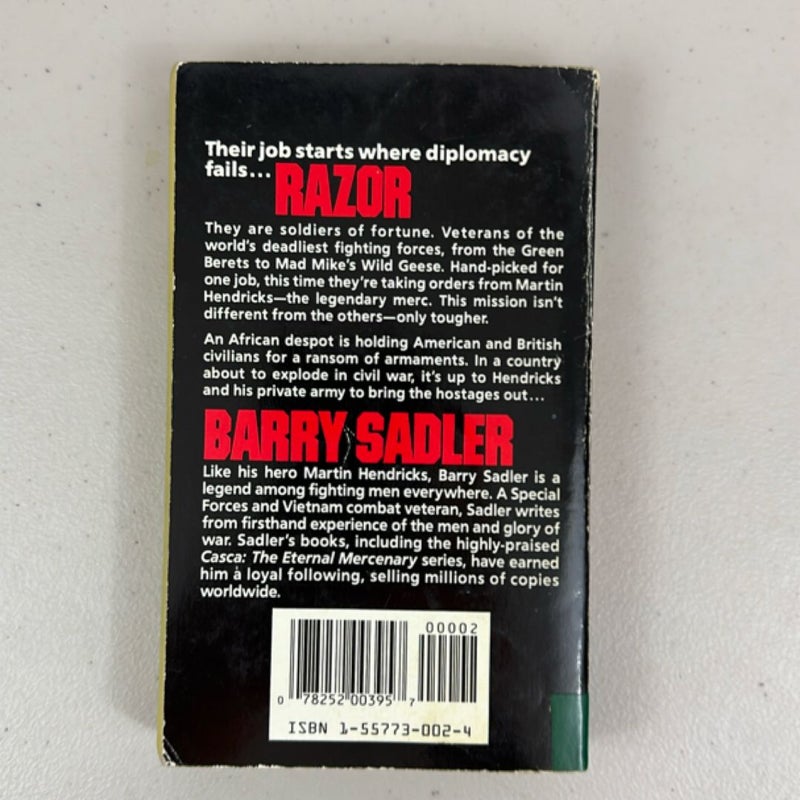 Their job starts where diplomacy
fails... RAZOR
They are soldiers of fortune. Veterans of the
world's deadliest fighting forces, from the Green
Berets to Mad Mike's Wild Geese. Hand-picked for
one job, this time they're taking orders from Martin
Hendricks—the legendary merc. This mission isn't
different from the others—only tougher.
An African despot is holding American and British
civilians for a ransom of armaments. In a country
about to explode in civil war, it's up to Hendricks
and his private army to bring the hostages out...
BARRY SADLER
Like his hero Martin Hendricks, Barry Sadler is a
legend among fighting men everywhere. A Special
Forces and Vietnam combat veteran, Sadler writes
from firsthand experience of the men and glory of
war. Sadler's books, including the highly-praised
Casca: The Eternal Mercenary series, have earned
him a loyal following, selling millions of copies
worldwide.
00002
0 78252 00395 7
ISBN 1-55773-002-4